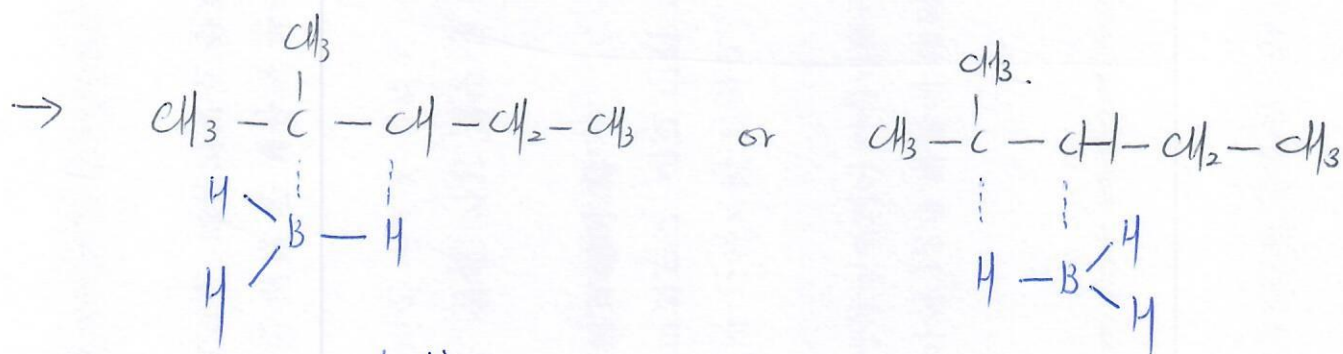 CH3 CH3.
→ CH3 — C — CH — CH2 — CH3 or CH3 — C — CH — CH2 — CH3
H B — H H — B H
H H